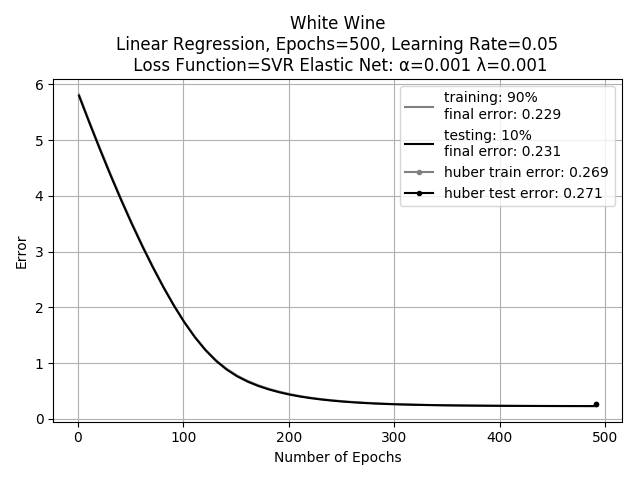 White Wine
Linear Regression, Epochs=500, Learning Rate=0.05
Loss Function=SVR Elastic Net: α=0.001 λ=0.001
training: 90%
final error: 0.229
testing: 10%
final error: 0.231
huber train error: 0.269
huber test error: 0.271
Error
6
5
4
3
2
1
0
0 100 200 300 400 500
Number of Epochs